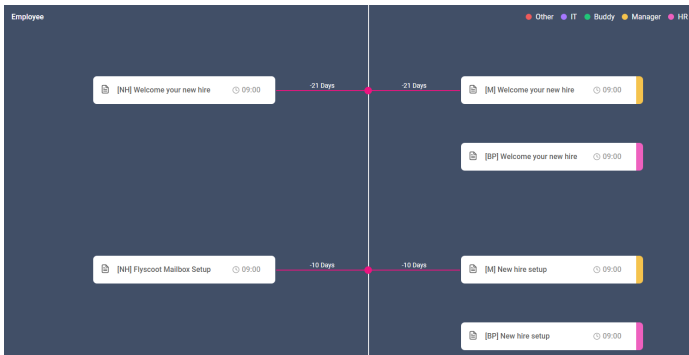 Employee
Other IT Buddy Manager HR
[NH] Welcome your new hire 09:00
-21 Days
-21 Days
[M] Welcome your new hire 09:00
[BP] Welcome your new hire 09:00
[NH] Flyscoot Mailbox Setup 09:00
-10 Days
-10 Days
[M] New hire setup 09:00
[BP] New hire setup 09:00